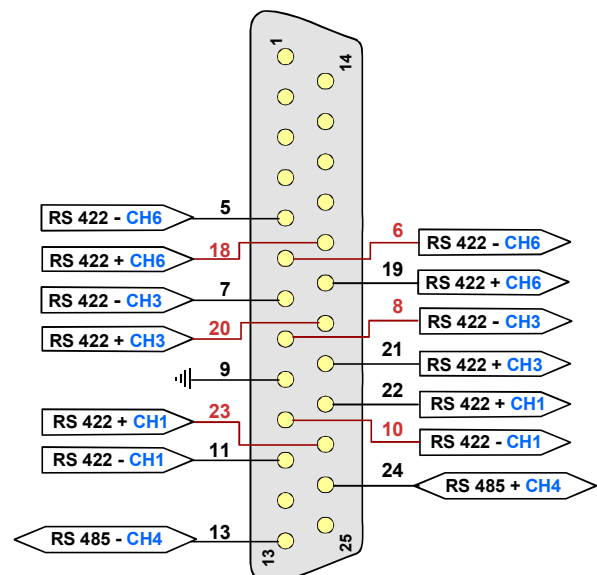 1
14
5
RS 422 - CH6
6
RS 422 - CH6
18
RS 422 + CH6
19
RS 422 + CH6
7
RS 422 - CH3
8
RS 422 - CH3
20
RS 422 + CH3
21
RS 422 + CH3
9
22
RS 422 + CH1
23
RS 422 + CH1
10
RS 422 - CH1
11
RS 422 - CH1
24
RS 485 + CH4
13
RS 485 - CH4
13
25